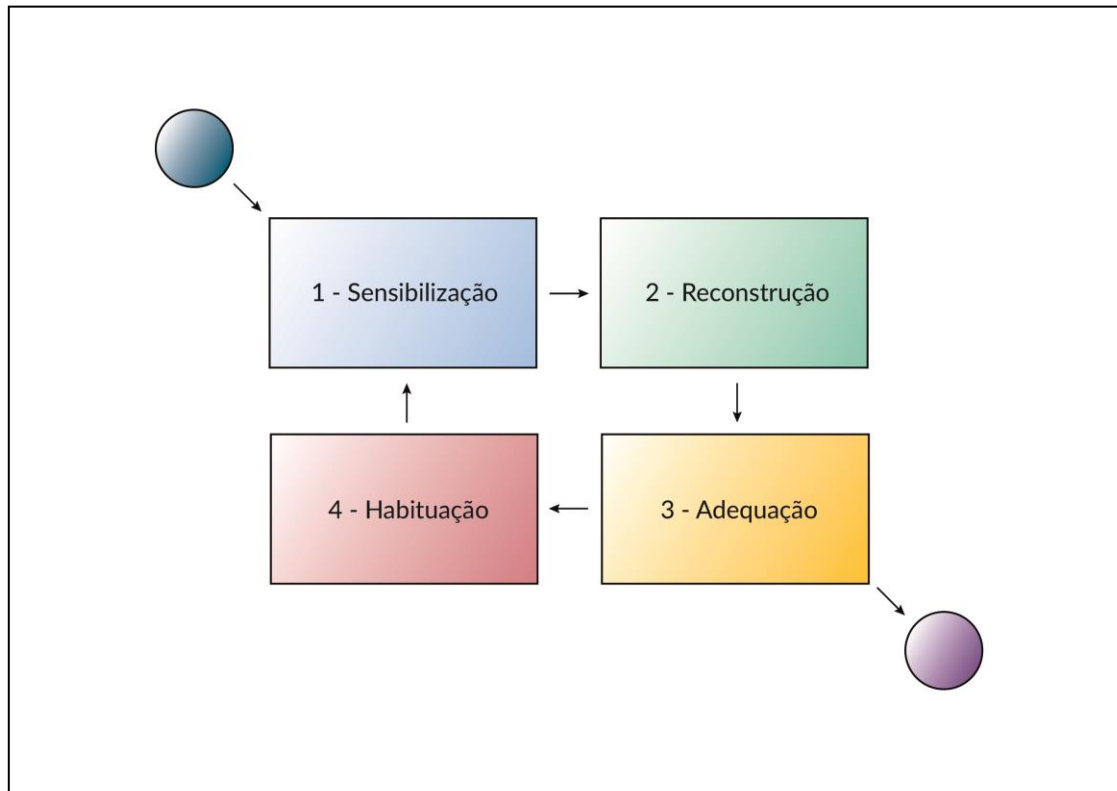 1 - Sensibilização
2 - Reconstrução
4 - Habituação
3 - Adequação